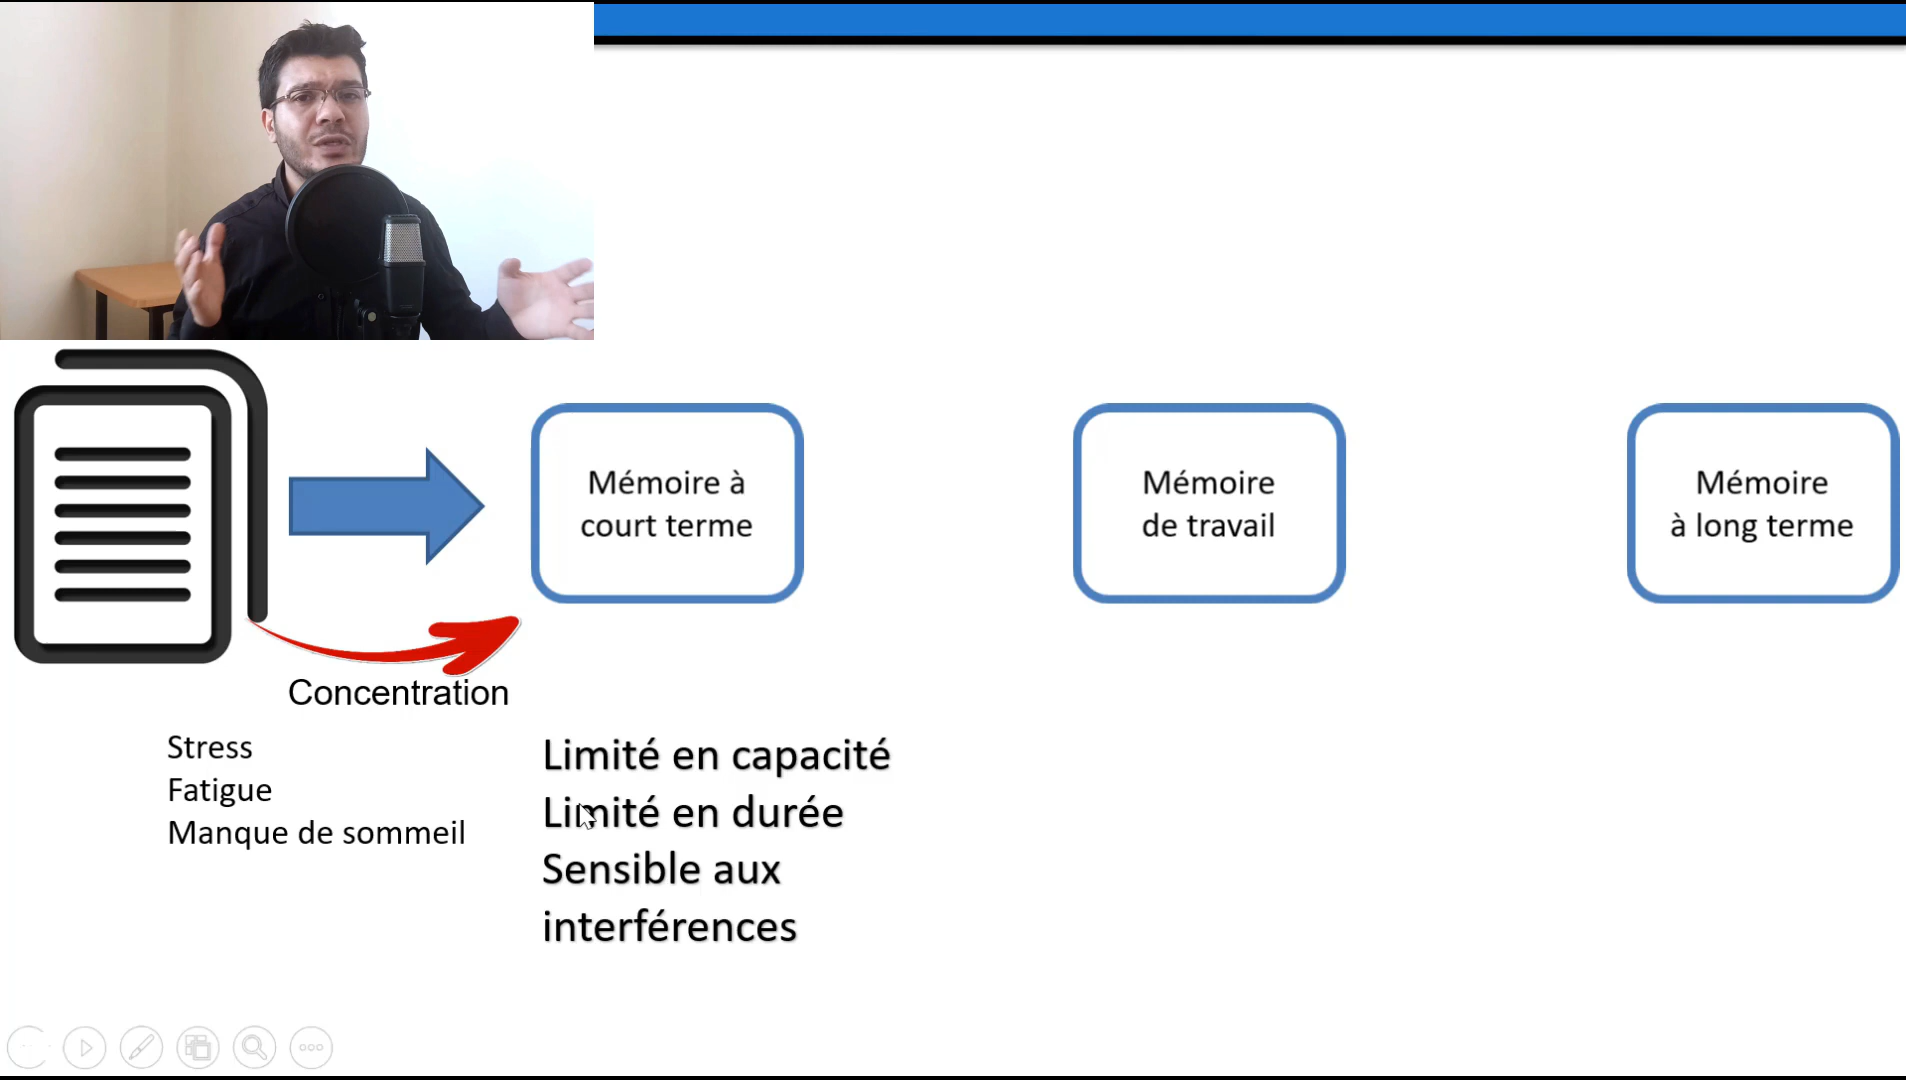 Mémoire à
court terme
Mémoire
de travail
Mémoire
à long terme
Concentration
Stress
Fatigue
Manque de sommeil
Limité en capacité
Limité en durée
Sensible aux
interférences